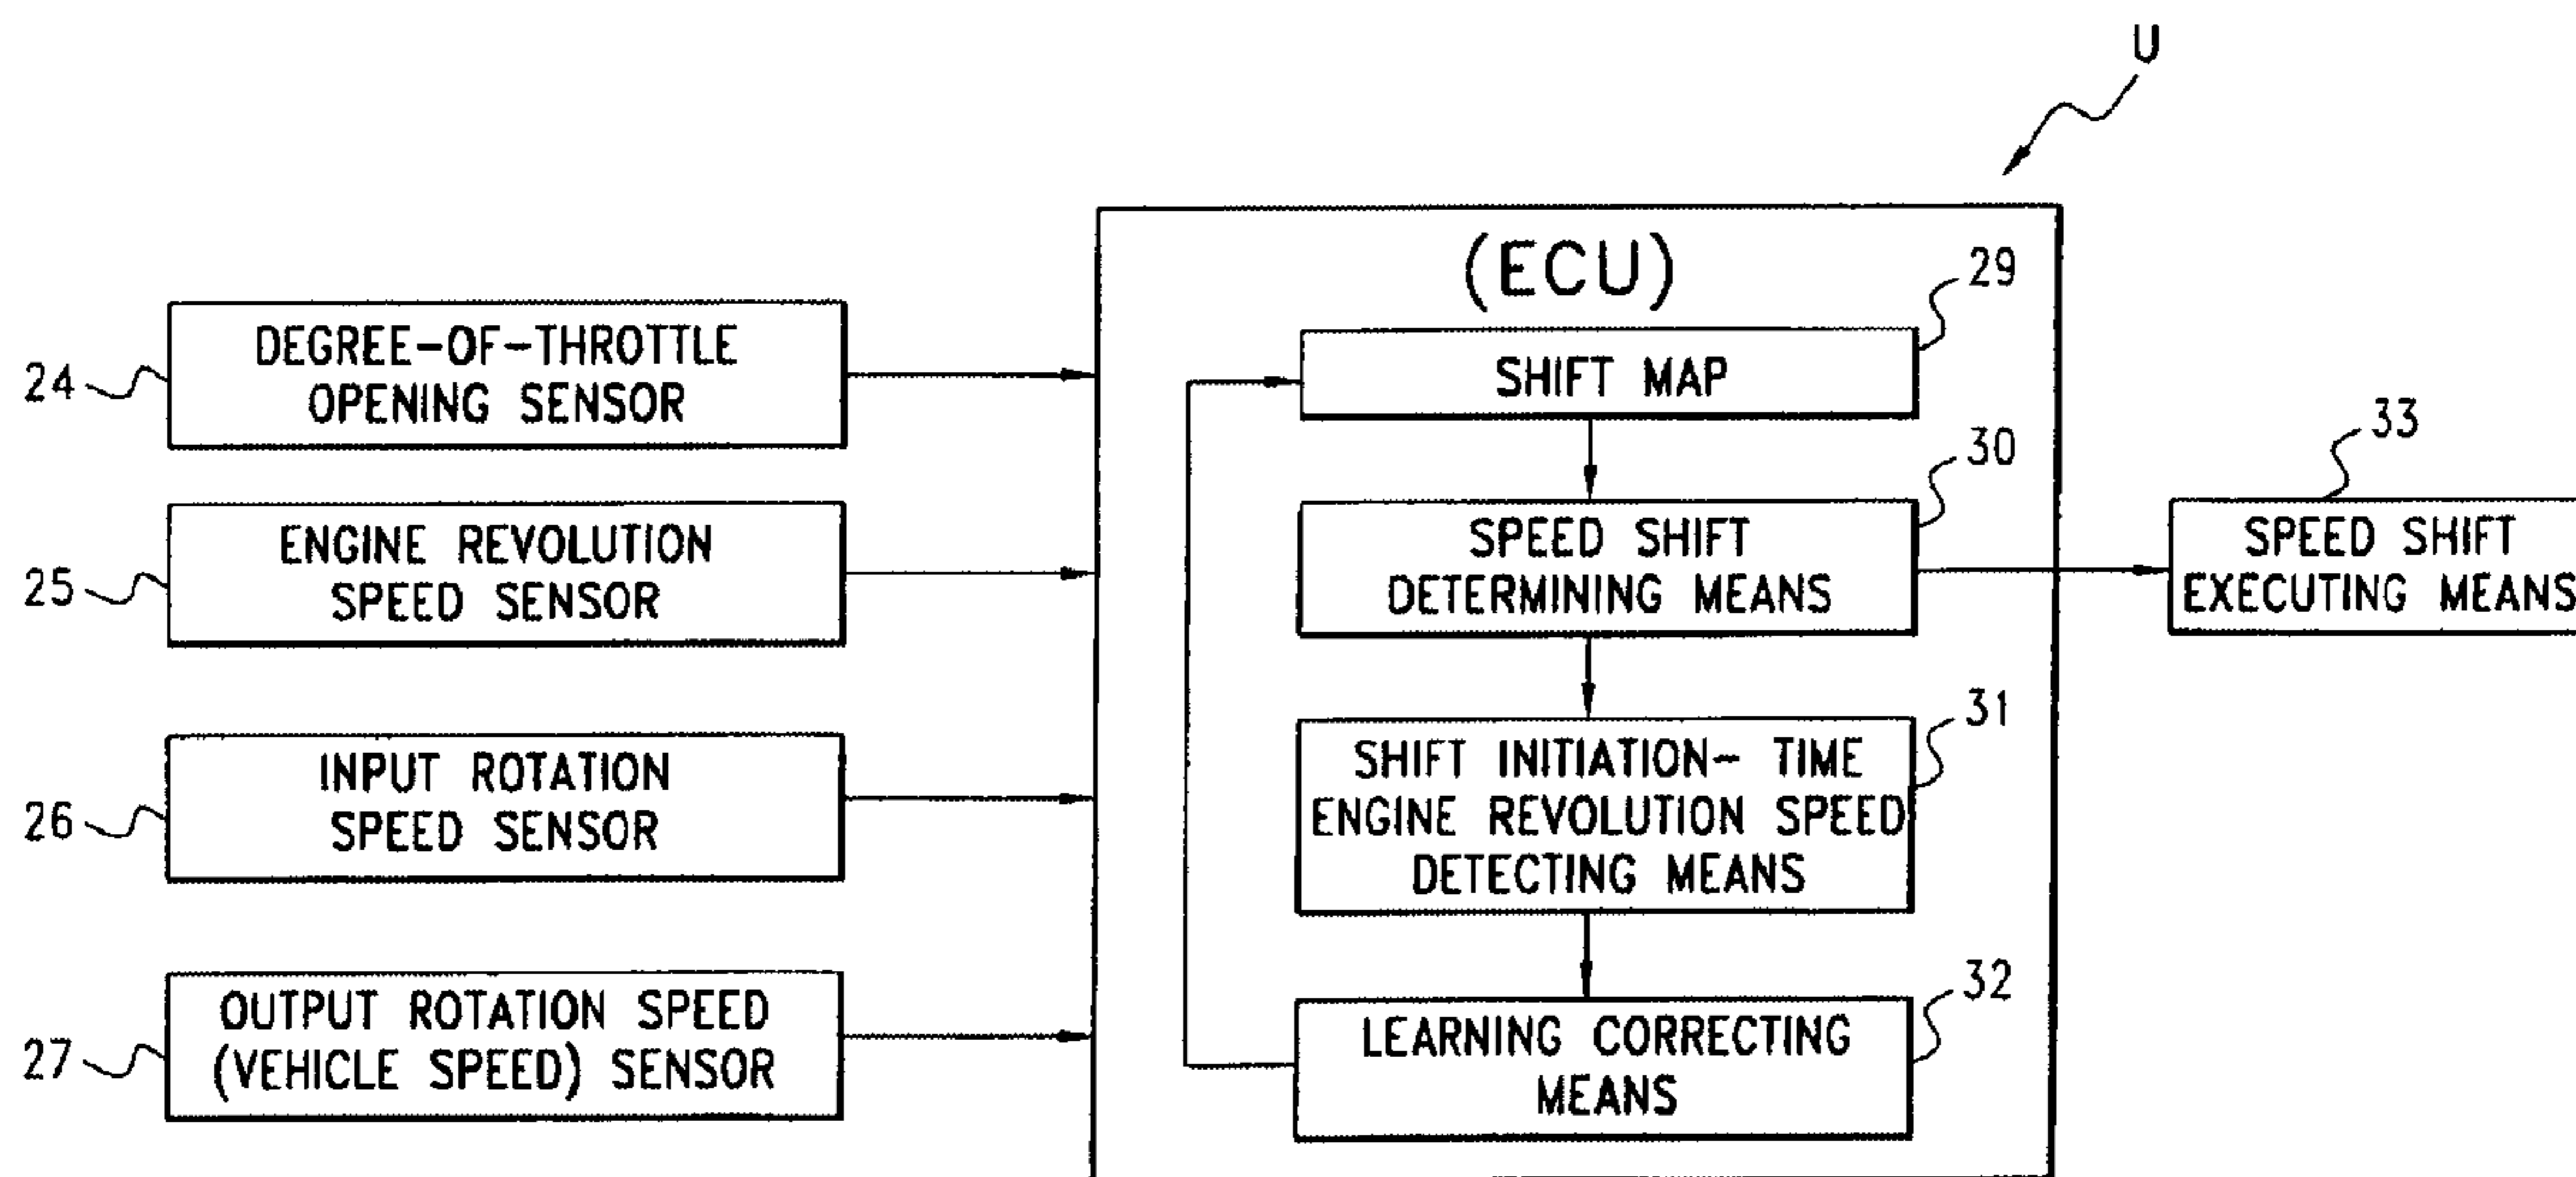 U
(ECU)
24
DEGREE-OF-THROTTLE
OPENING SENSOR
25
ENGINE REVOLUTION
SPEED SENSOR
26
INPUT ROTATION
SPEED SENSOR
27
OUTPUT ROTATION SPEED
(VEHICLE SPEED) SENSOR
29
SHIFT MAP
30
SPEED SHIFT
DETERMINING MEANS
31
SHIFT INITIATION- TIME
ENGINE REVOLUTION SPEED
DETECTING MEANS
32
LEARNING CORRECTING
MEANS
33
SPEED SHIFT
EXECUTING MEANS